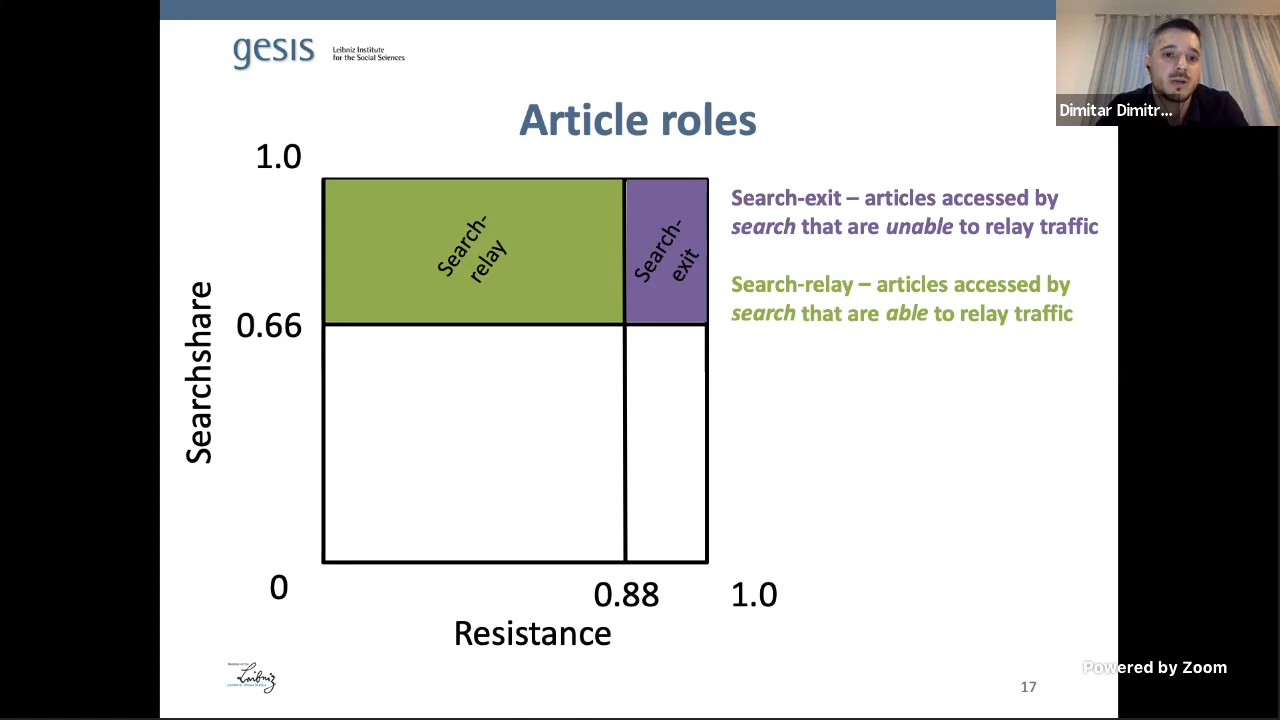 gesis
Leibniz Institute
for the Social Sciences
Dimitar Dimitr...
Article roles
1.0
Search-
relay
Search-
exit
Search-exit – articles accessed by
search that are unable to relay traffic
Search-relay – articles accessed by
search that are able to relay traffic
Searchshare
0.66
0
0.88
1.0
Resistance
Leibniz
Powered by Zoom
17